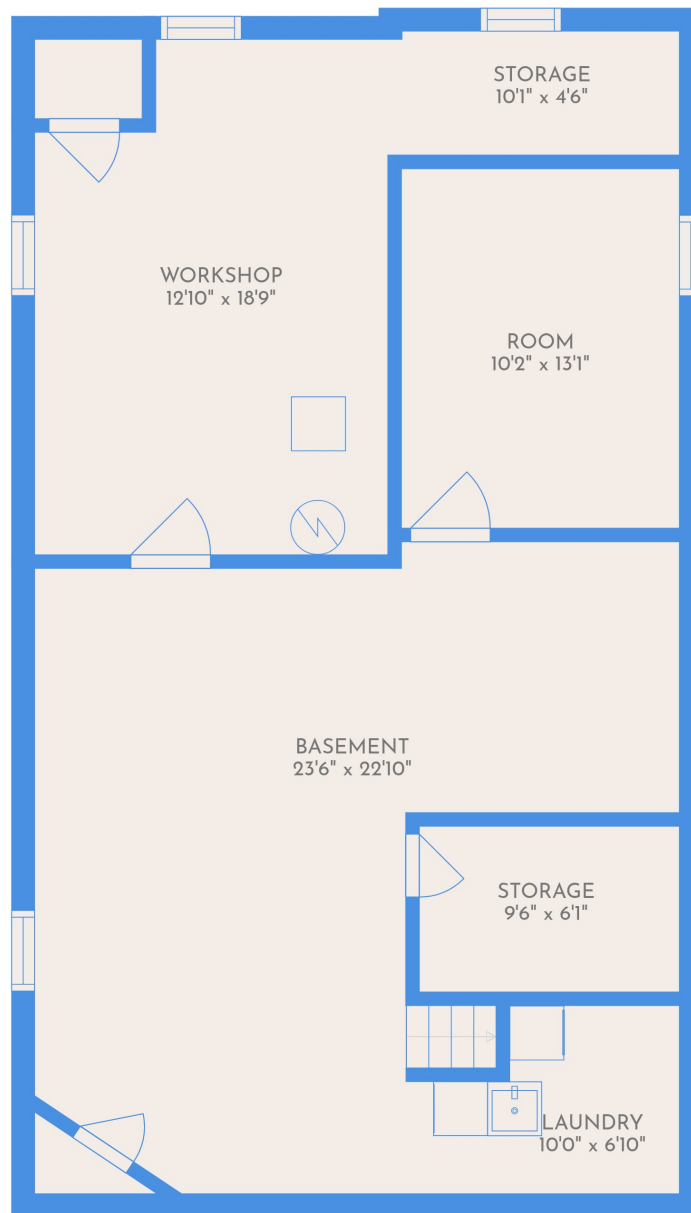 STORAGE
10'1" x 4'6"
WORKSHOP
12'10" x 18'9"
ROOM
10'2" x 13'1"
BASEMENT
23'6" x 22'10"
STORAGE
9'6" x 6'1"
LAUNDRY
10'0" x 6'10"